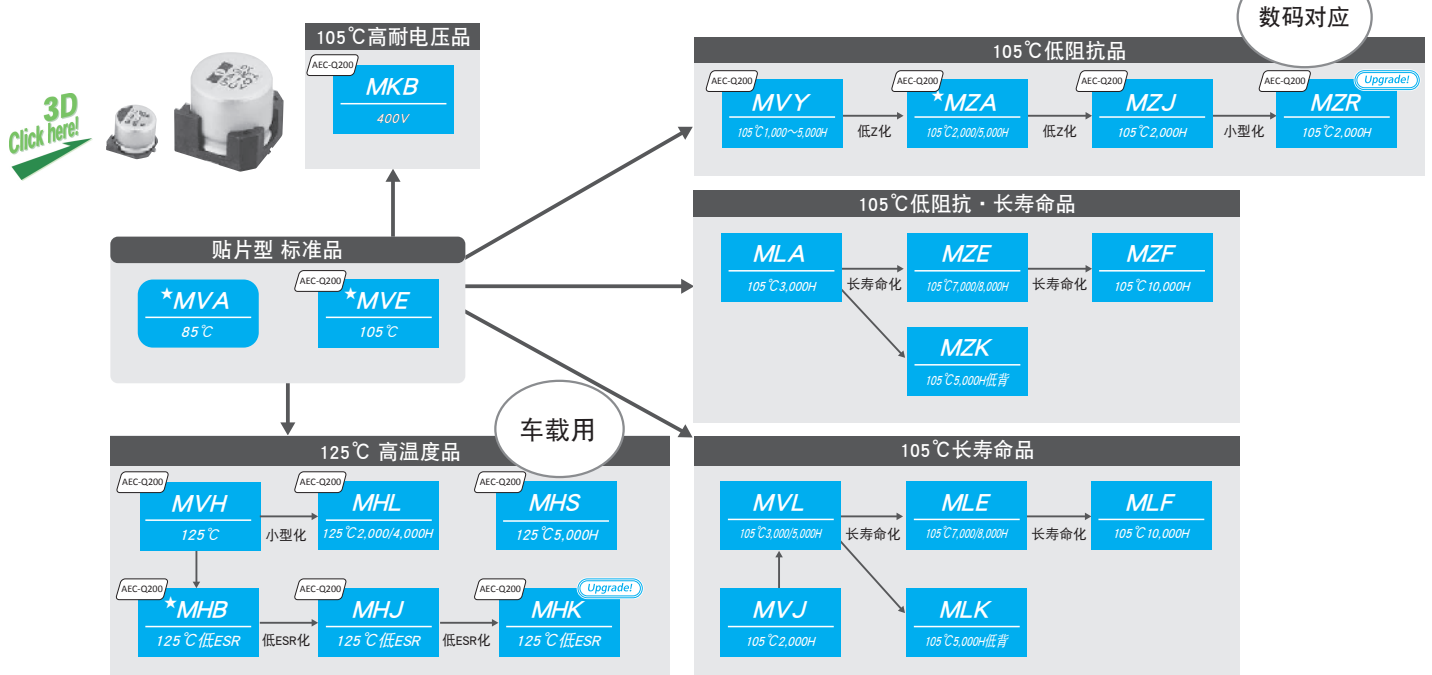 数码对应
3D
Click here!
105℃高耐电压品
AEC-Q200
MKB
400V
105℃低阻抗品
AEC-Q200
MVY
105℃1,000～5,000H
低Z化
AEC-Q200
★MZA
105℃2,000/5,000H
低Z化
AEC-Q200
MZJ
105℃2,000H
小型化
AEC-Q200
Upgrade!
MZR
105℃2,000H
105℃低阻抗・长寿命品
MLA
105℃3,000H
长寿命化
MZE
105℃7,000/8,000H
长寿命化
MZF
105℃10,000H
MZK
105℃5,000H低背
贴片型 标准品
★MVA
85℃
AEC-Q200
★MVE
105℃
车载用
125℃ 高温度品
AEC-Q200
MVH
125℃
小型化
AEC-Q200
MHL
125℃2,000/4,000H
AEC-Q200
MHS
125℃5,000H
AEC-Q200
★MHB
125℃低ESR
低ESR化
AEC-Q200
MHJ
125℃低ESR
低ESR化
AEC-Q200
Upgrade!
MHK
125℃低ESR
105℃长寿命品
MVL
105℃3,000/5,000H
长寿命化
MLE
105℃7,000/8,000H
长寿命化
MLF
105℃10,000H
MVJ
105℃2,000H
MLK
105℃5,000H低背